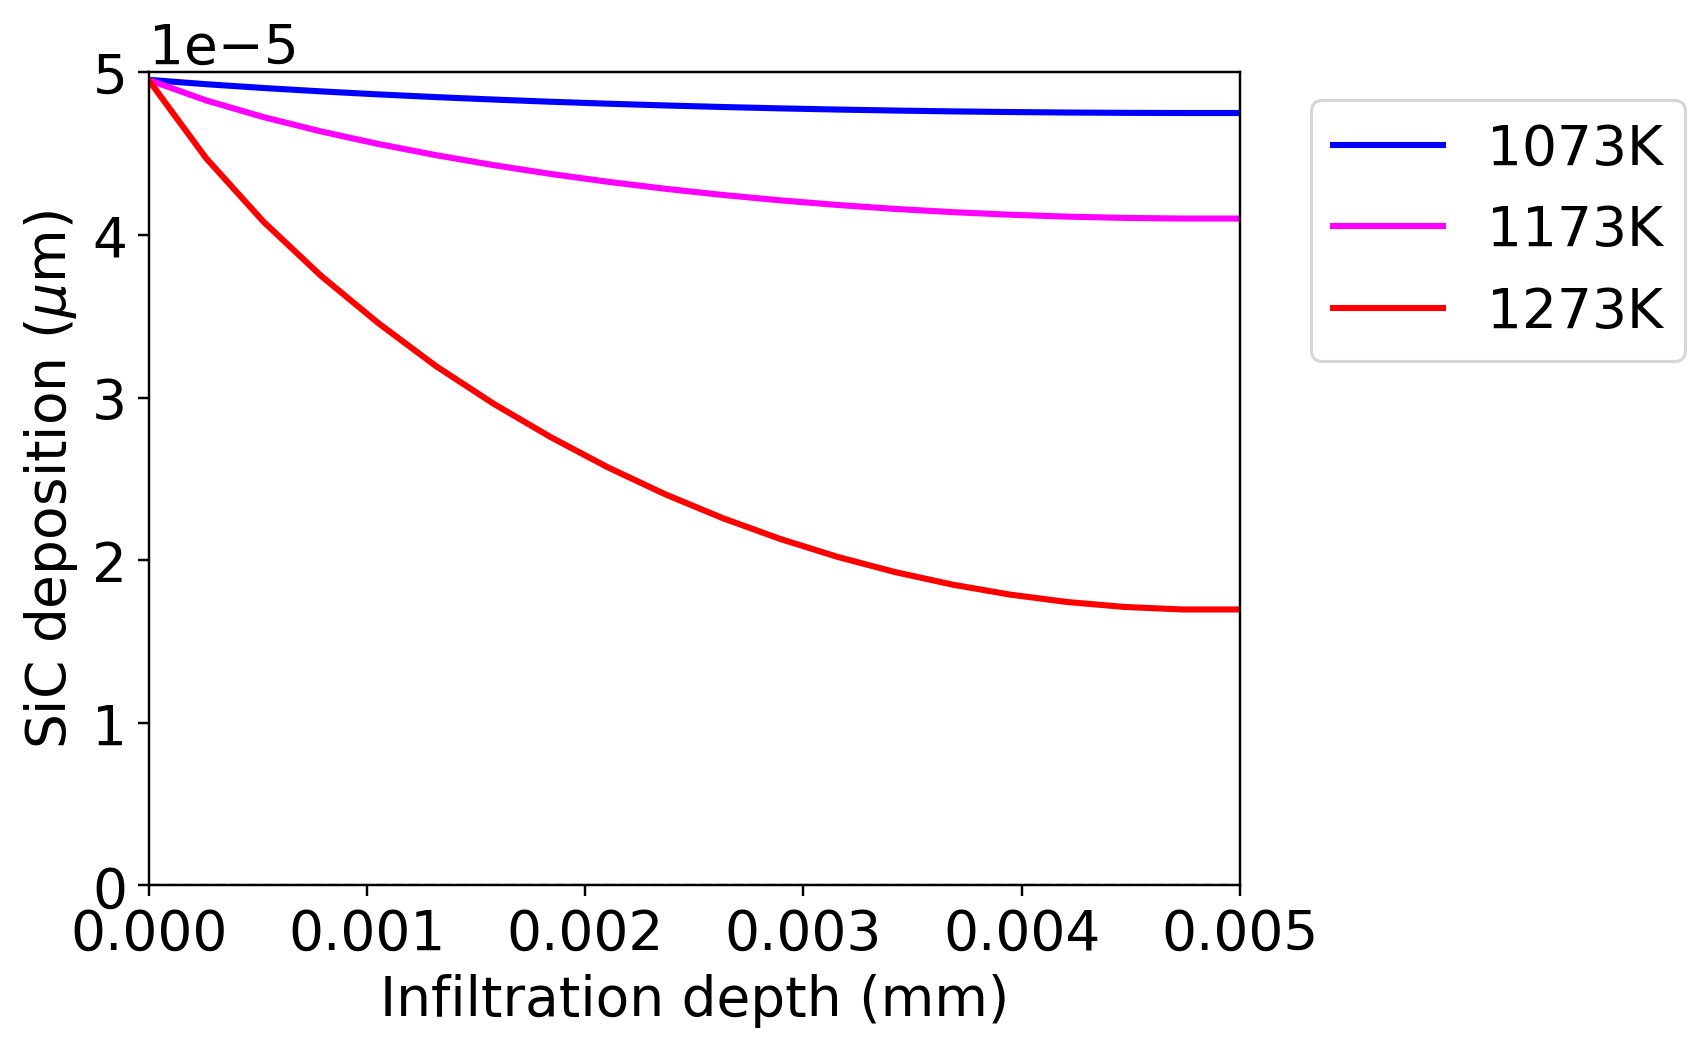 1e−5
5
4
3
2
1
0
SiC deposition (μm)
0.000 0.001 0.002 0.003 0.004 0.005
Infiltration depth (mm)
1073K
1173K
1273K